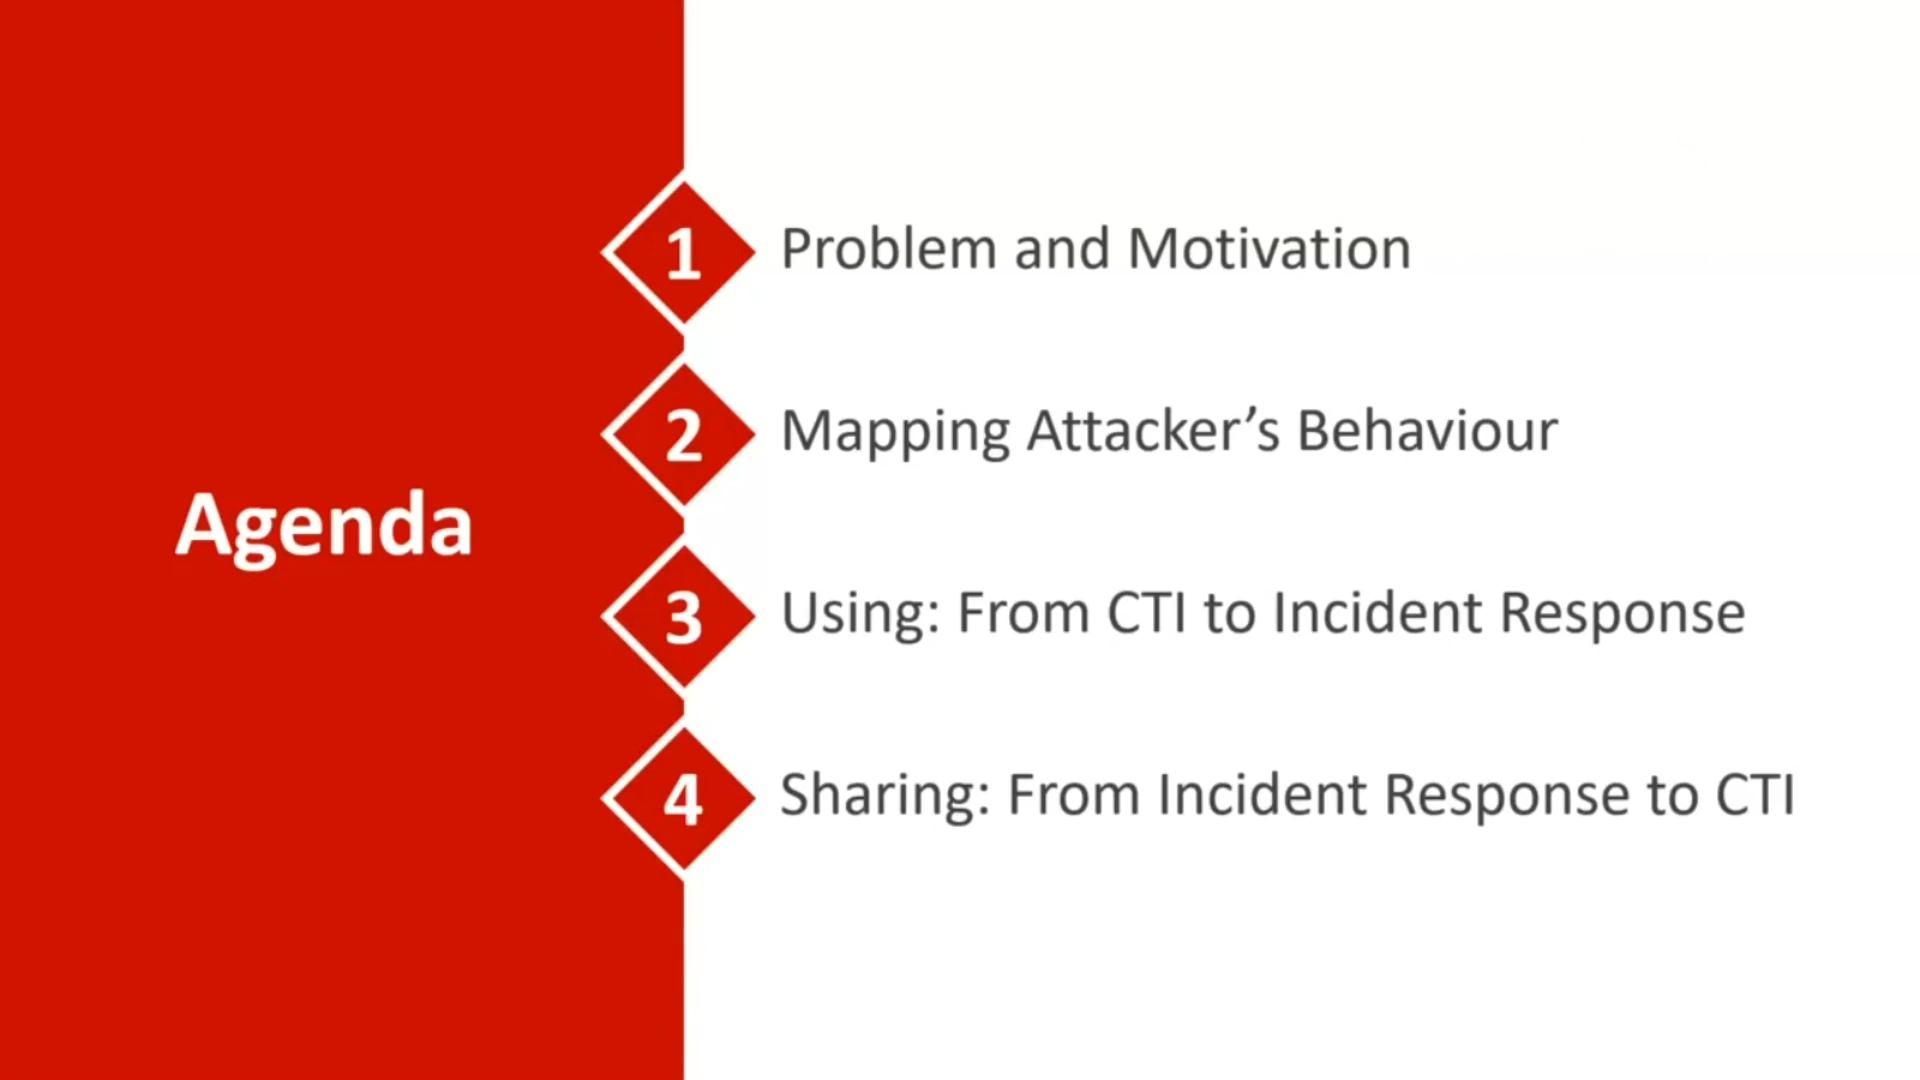 Agenda
1 Problem and Motivation
2 Mapping Attacker’s Behaviour
3 Using: From CTI to Incident Response
4 Sharing: From Incident Response to CTI